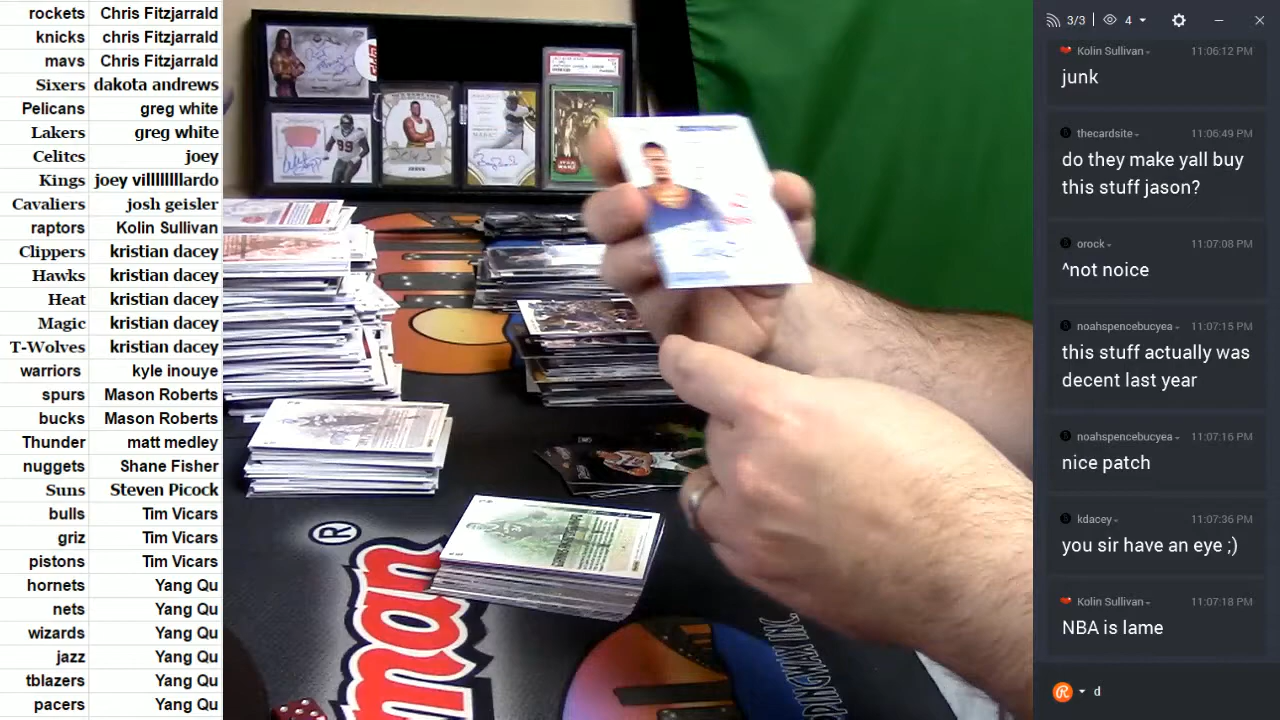 rockets Chris Fitzjarrald
knicks chris Fitzjarrald
mavs Chris Fitzjarrald
Sixers dakota andrews
Pelicans greg white
Lakers greg white
Celitcs joey
Kings joey villlllllllardo
Cavaliers josh geisler
raptors Kolin Sullivan
Clippers kristian dacey
Hawks kristian dacey
Heat kristian dacey
Magic kristian dacey
T-Wolves kristian dacey
warriors kyle inouye
spurs Mason Roberts
bucks Mason Roberts
Thunder matt medley
nuggets Shane Fisher
Suns Steven Picock
bulls Tim Vicars
griz Tim Vicars
pistons Tim Vicars
hornets Yang Qu
nets Yang Qu
wizards Yang Qu
jazz Yang Qu
tblazers Yang Qu
pacers Yang Qu
99
®
man
INC
3/3 4
Kolin Sullivan 11:06:12 PM
junk
thecardsite 11:06:49 PM
do they make yall buy
this stuff jason?
orock 11:07:08 PM
^not noice
noahspencebucyea 11:07:15 PM
this stuff actually was
decent last year
noahspencebucyea 11:07:16 PM
nice patch
kdacey 11:07:36 PM
you sir have an eye ;)
Kolin Sullivan 11:07:18 PM
NBA is lame
d